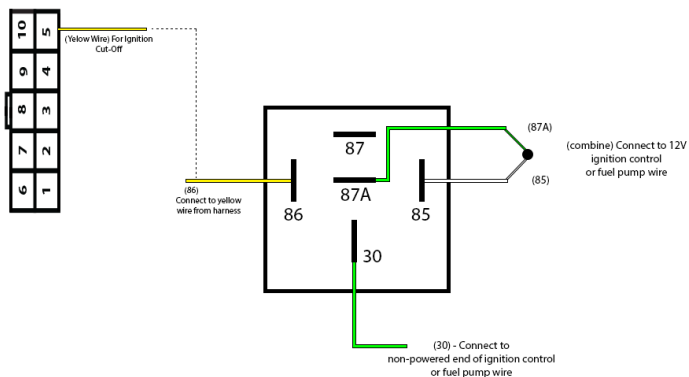 10 5
(Yelow Wire) For Ignition
Cut-Off
9 4
8 3
7 2
6 1
87
87A
86
85
30
(86)
Connect to yellow
wire from harness
(87A)
(85)
(combine) Connect to 12V
ignition control
or fuel pump wire
(30) - Connect to
non-powered end of ignition control
or fuel pump wire